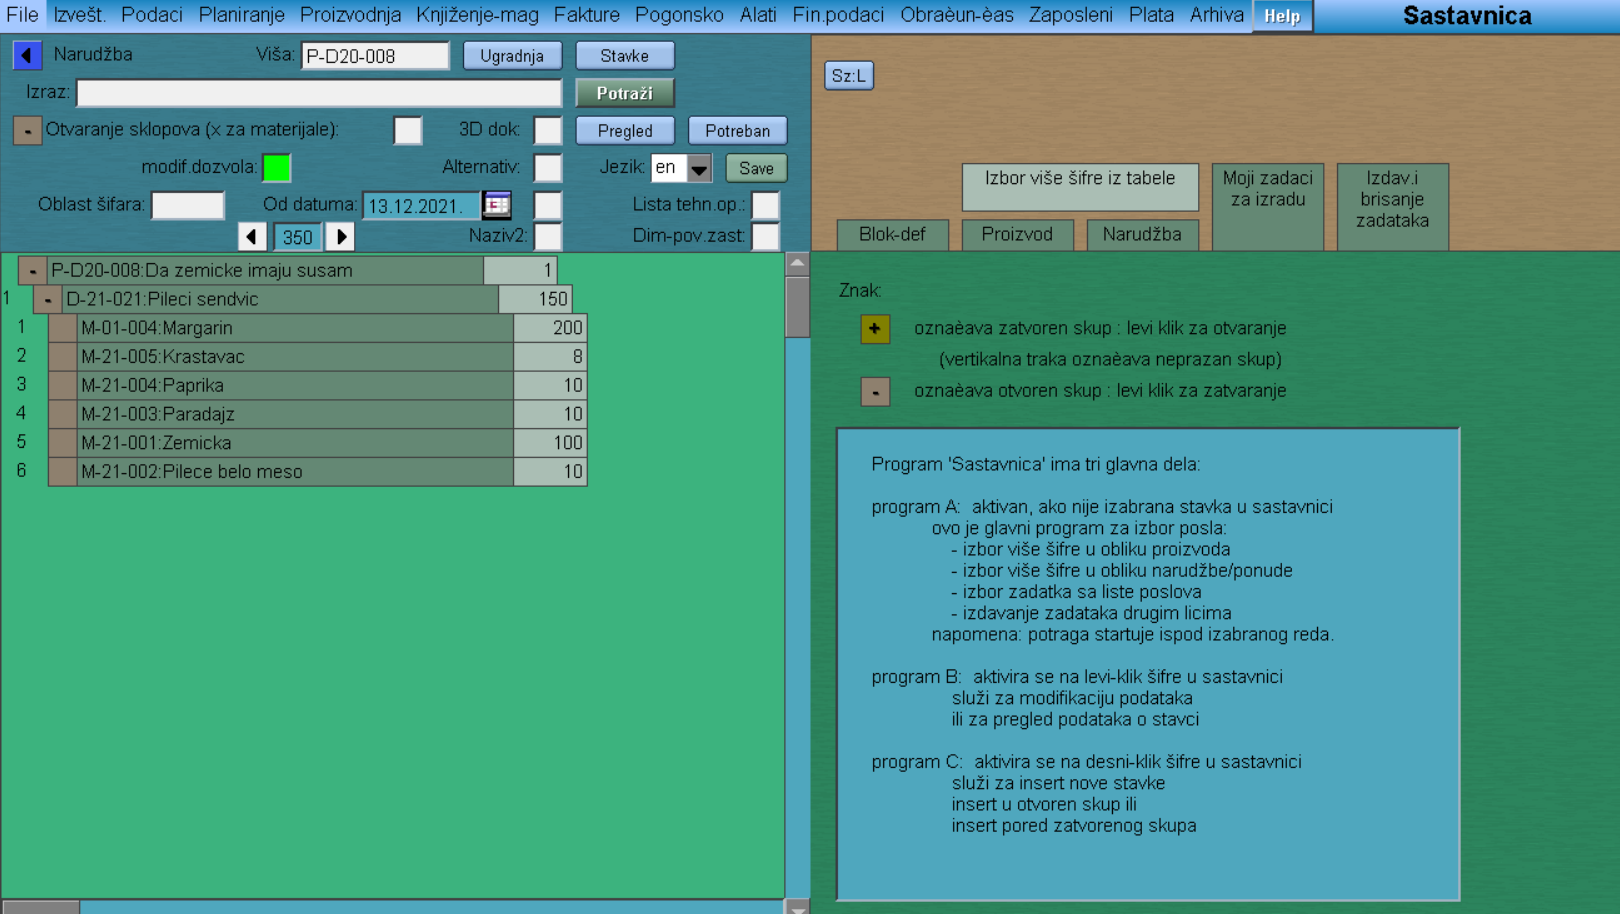 File Izvešt. Podaci Planiranje Proizvodnja Knjiženje-mag Fakture Pogonsko Alati Fin.podaci Obraèun-èas Zaposleni Plata Arhiva Help Sastavnica
Narudžba Viša: P-D20-008 Ugradnja Stavke
Izraz: Potraži
- Otvaranje sklopova (x za materijale): 3D dok: Pregled Potreban
modif.dozvola: Alternativ: Jezik: en Save
Oblast šifara: Od datuma: 13.12.2021. Lista tehn.op.:
350 Naziv2: Dim-pov.zast:
- P-D20-008:Da zemicke imaju susam 1
1 - D-21-021:Pileci sendvic 150
1 M-01-004:Margarin 200
2 M-21-005:Krastavac 8
3 M-21-004:Paprika 10
4 M-21-003:Paradajz 10
5 M-21-001:Zemicka 100
6 M-21-002:Pilece belo meso 10
Sz:L
Izbor više šifre iz tabele
Blok-def Proizvod Narudžba
Moji zadaci
za izradu
Izdav.i
brisanje
zadataka
Znak:
+ oznaèava zatvoren skup : levi klik za otvaranje
(vertikalna traka oznaèava neprazan skup)
- oznaèava otvoren skup : levi klik za zatvaranje
Program 'Sastavnica' ima tri glavna dela:
program A: aktivan, ako nije izabrana stavka u sastavnici
ovo je glavni program za izbor posla:
- izbor više šifre u obliku proizvoda
- izbor više šifre u obliku narudžbe/ponude
- izbor zadatka sa liste poslova
- izdavanje zadataka drugim licima
napomena: potraga startuje ispod izabranog reda.
program B: aktivira se na levi-klik šifre u sastavnici
služi za modifikaciju podataka
ili za pregled podataka o stavci
program C: aktivira se na desni-klik šifre u sastavnici
služi za insert nove stavke
insert u otvoren skup ili
insert pored zatvorenog skupa